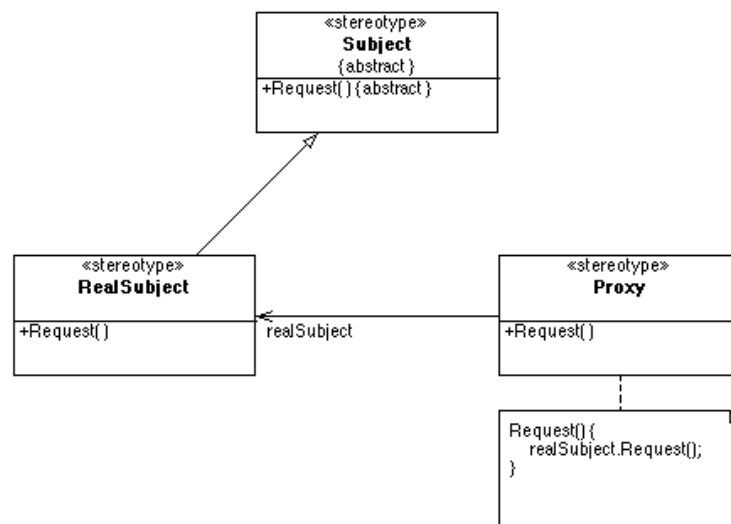 «stereotype»
Subject
{abstract}
+Request(){abstract}
«stereotype»
RealSubject
+Request()
realSubject
«stereotype»
Proxy
+Request()
Request(){
realSubject.Request();
}